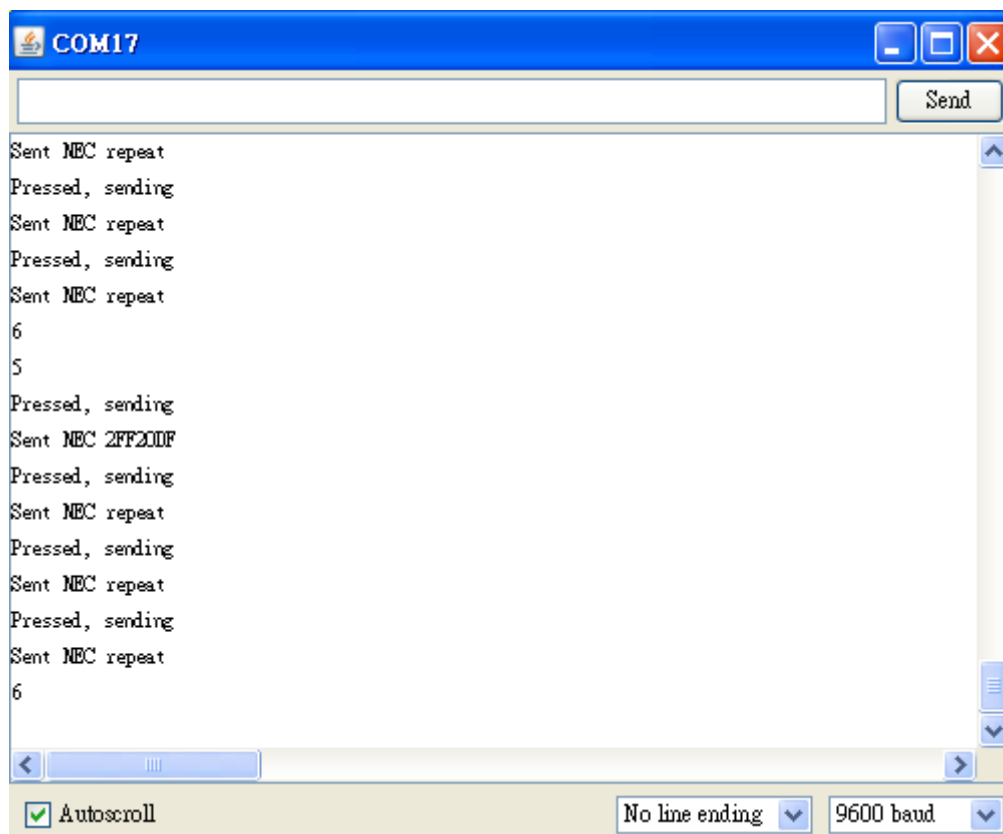 COM17
Send
Sent NEC repeat
Pressed, sending
Sent NEC repeat
Pressed, sending
Sent NEC repeat
6
5
Pressed, sending
Sent NEC 2FF20DF
Pressed, sending
Sent NEC repeat
Pressed, sending
Sent NEC repeat
Pressed, sending
Sent NEC repeat
6
Autoscroll
No line ending
9600 baud